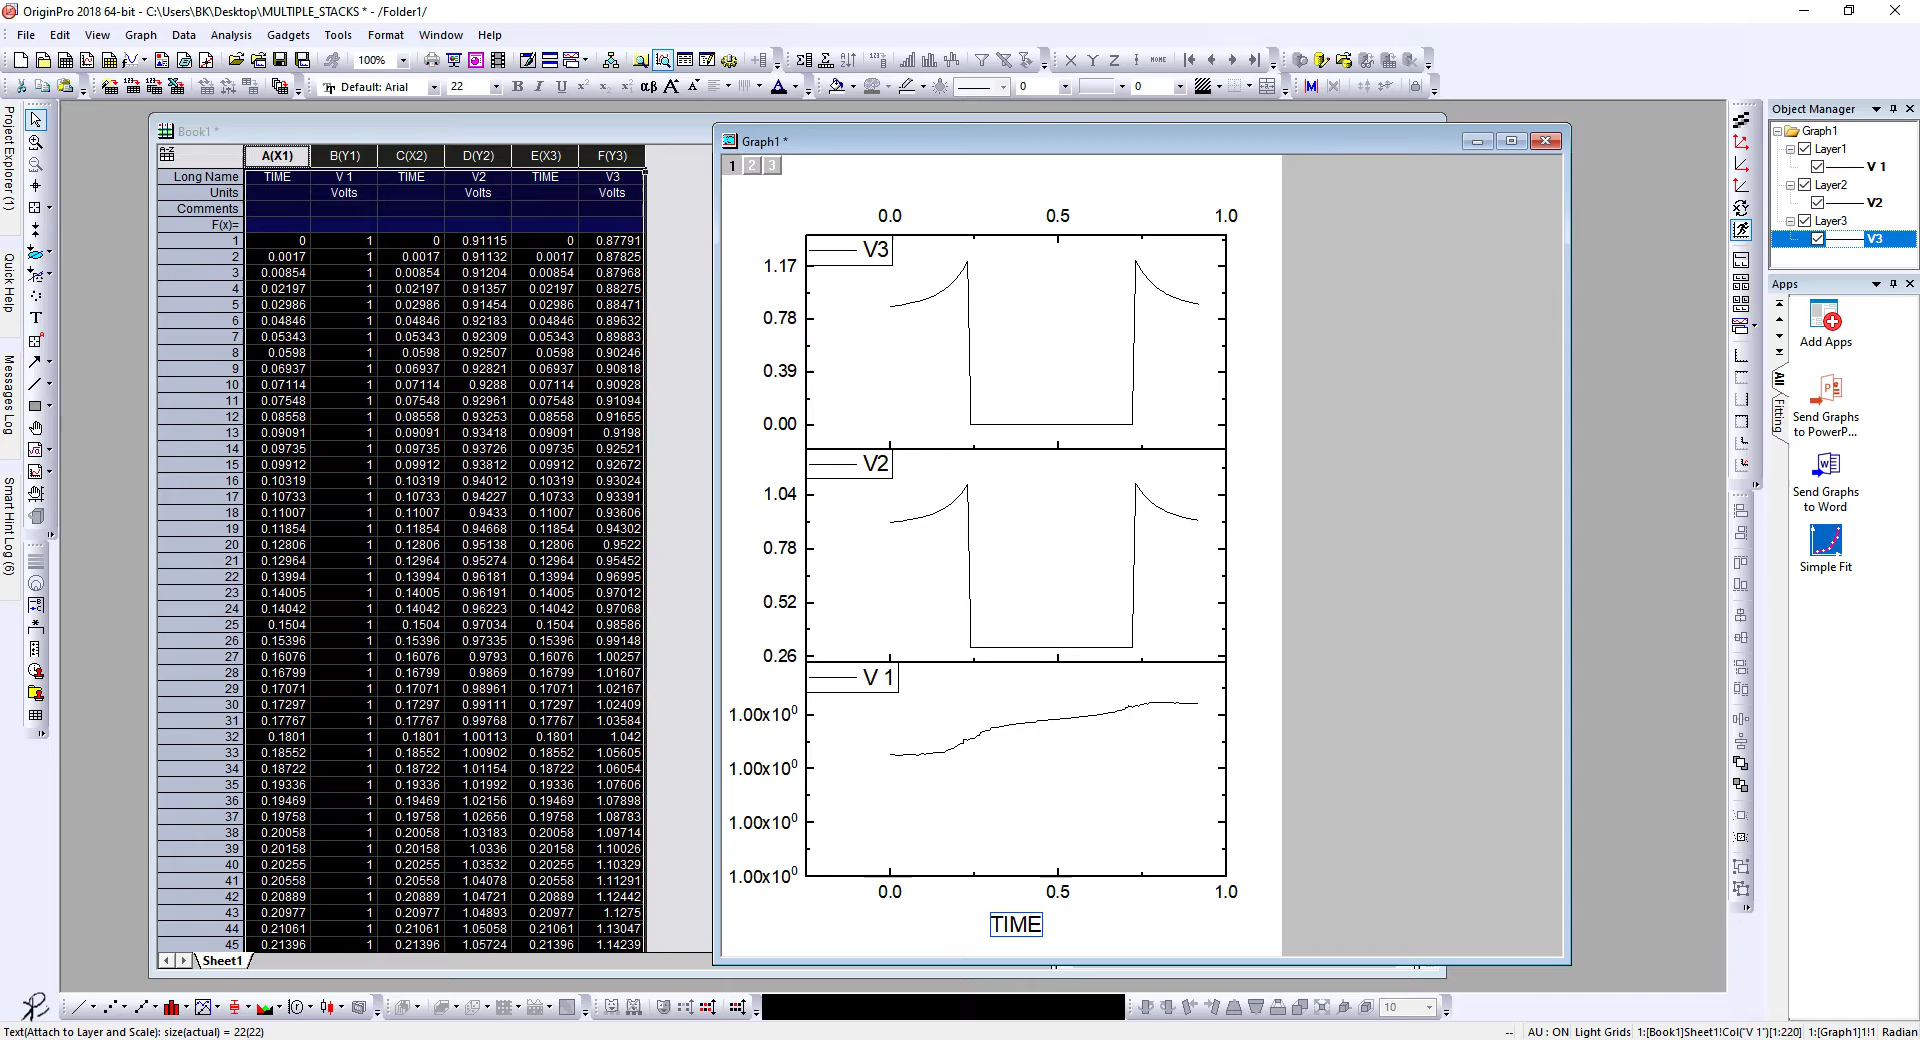 OriginPro 2018 64-bit - C:\Users\BK\Desktop\MULTIPLE_STACKS * - /Folder1/
File Edit View Graph Data Analysis Gadgets Tools Format Window Help
100%
Default: Arial 22 B I U αβ A A A 0 0
Project Explorer (1)
Quick Help
Messages Log
Smart Hint Log (6)
Book1 *
A(X1) B(Y1) C(X2) D(Y2) E(X3) F(Y3)
Long Name TIME V 1 TIME V2 TIME V3
Units Volts Volts Volts
Comments
F(x)=
1 0 1 0 0.91115 0 0.87791
2 0.0017 1 0.0017 0.91132 0.0017 0.87825
3 0.00854 1 0.00854 0.91204 0.00854 0.87968
4 0.02197 1 0.02197 0.91357 0.02197 0.88275
5 0.02986 1 0.02986 0.91454 0.02986 0.88471
6 0.04846 1 0.04846 0.92183 0.04846 0.89632
7 0.05343 1 0.05343 0.92309 0.05343 0.89883
8 0.0598 1 0.0598 0.92507 0.0598 0.90246
9 0.06937 1 0.06937 0.92821 0.06937 0.90818
10 0.07114 1 0.07114 0.9288 0.07114 0.90928
11 0.07548 1 0.07548 0.92961 0.07548 0.91094
12 0.08558 1 0.08558 0.93253 0.08558 0.91655
13 0.09091 1 0.09091 0.93418 0.09091 0.9198
14 0.09735 1 0.09735 0.93726 0.09735 0.92521
15 0.09912 1 0.09912 0.93812 0.09912 0.92672
16 0.10319 1 0.10319 0.94012 0.10319 0.93024
17 0.10733 1 0.10733 0.94227 0.10733 0.93391
18 0.11007 1 0.11007 0.9433 0.11007 0.93606
19 0.11854 1 0.11854 0.94668 0.11854 0.94302
20 0.12806 1 0.12806 0.95138 0.12806 0.9522
21 0.12964 1 0.12964 0.95274 0.12964 0.95452
22 0.13994 1 0.13994 0.96181 0.13994 0.96995
23 0.14005 1 0.14005 0.96191 0.14005 0.97012
24 0.14042 1 0.14042 0.96223 0.14042 0.97068
25 0.1504 1 0.1504 0.97034 0.1504 0.98586
26 0.15396 1 0.15396 0.97335 0.15396 0.99148
27 0.16076 1 0.16076 0.9793 0.16076 1.00257
28 0.16799 1 0.16799 0.9869 0.16799 1.01607
29 0.17071 1 0.17071 0.98961 0.17071 1.02167
30 0.17297 1 0.17297 0.99111 0.17297 1.02409
31 0.17767 1 0.17767 0.99768 0.17767 1.03584
32 0.1801 1 0.1801 1.00113 0.1801 1.042
33 0.18552 1 0.18552 1.00902 0.18552 1.05605
34 0.18722 1 0.18722 1.01154 0.18722 1.06054
35 0.19336 1 0.19336 1.01992 0.19336 1.07606
36 0.19469 1 0.19469 1.02156 0.19469 1.07898
37 0.19758 1 0.19758 1.02656 0.19758 1.08783
38 0.20058 1 0.20058 1.03183 0.20058 1.09714
39 0.20158 1 0.20158 1.0336 0.20158 1.10026
40 0.20255 1 0.20255 1.03532 0.20255 1.10329
41 0.20558 1 0.20558 1.04078 0.20558 1.11291
42 0.20889 1 0.20889 1.04721 0.20889 1.12442
43 0.20977 1 0.20977 1.04893 0.20977 1.1275
44 0.21061 1 0.21061 1.05058 0.21061 1.13047
45 0.21396 1 0.21396 1.05724 0.21396 1.14239
Sheet1
Graph1 *
1 2 3
0.0 0.5 1.0
V3
1.17
0.78
0.39
0.00
V2
1.04
0.78
0.52
0.26
V 1
1.00x10⁰
1.00x10⁰
1.00x10⁰
1.00x10⁰
0.0 0.5 1.0
TIME
Object Manager
Graph1
Layer1
V 1
Layer2
V2
Layer3
V3
Apps
All
Fitting
Add Apps
Send Graphs
to PowerP...
Send Graphs
to Word
Simple Fit
10
Text(Attach to Layer and Scale): size(actual) = 22(22)
-- AU : ON Light Grids 1:[Book1]Sheet1!Col("V 1")[1:220] 1:[Graph1]1!1 Radian